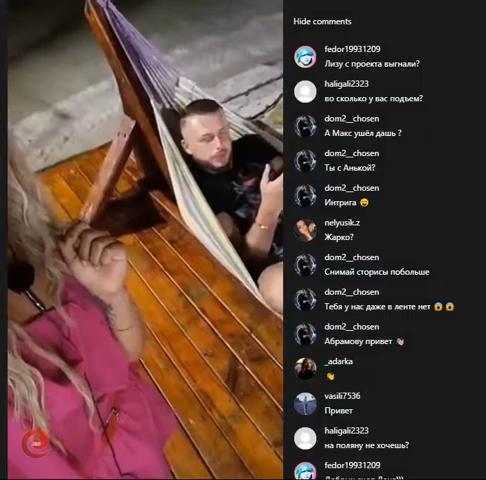 Hide comments
fedor19931209
Лизу с проекта выгнали?
haligali2323
во сколько у вас подъем?
dom2__chosen
А Макс ушёл дашь ?
dom2__chosen
Ты с Анькой?
dom2__chosen
Интрига 😄
nelyusik.z
Жарко?
dom2__chosen
Снимай сторисы побольше
dom2__chosen
Тебя у нас даже в ленте нет 😱😱
dom2__chosen
Абрамову привет 👋
_adarka
👋
vasili7536
Привет
haligali2323
на поляну не хочешь?
fedor19931209